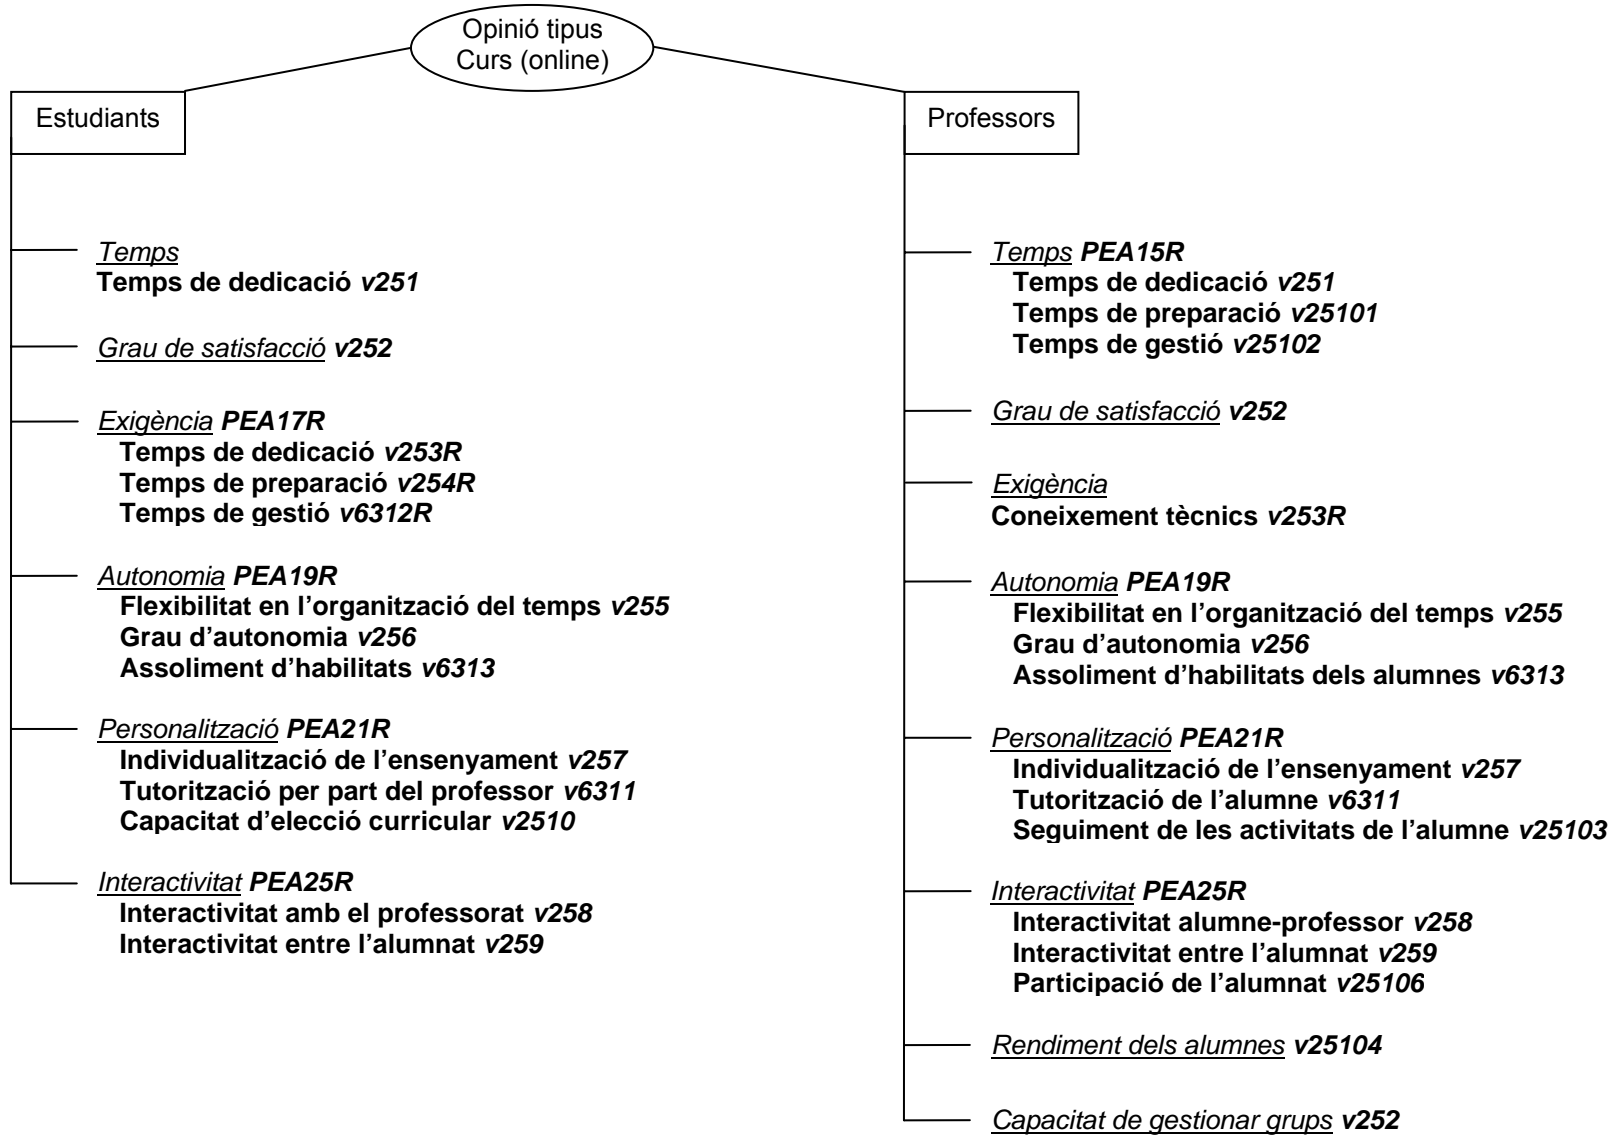 Opinió tipus
Curs (online)
Estudiants
Temps
Temps de dedicació v251
Grau de satisfacció v252
Exigència PEA17R
Temps de dedicació v253R
Temps de preparació v254R
Temps de gestió v6312R
Autonomia PEA19R
Flexibilitat en l’organització del temps v255
Grau d’autonomia v256
Assoliment d’habilitats v6313
Personalització PEA21R
Individualització de l’ensenyament v257
Tutorització per part del professor v6311
Capacitat d’elecció curricular v2510
Interactivitat PEA25R
Interactivitat amb el professorat v258
Interactivitat entre l’alumnat v259
Professors
Temps PEA15R
Temps de dedicació v251
Temps de preparació v25101
Temps de gestió v25102
Grau de satisfacció v252
Exigència
Coneixement tècnics v253R
Autonomia PEA19R
Flexibilitat en l’organització del temps v255
Grau d’autonomia v256
Assoliment d’habilitats dels alumnes v6313
Personalització PEA21R
Individualització de l’ensenyament v257
Tutorització de l’alumne v6311
Seguiment de les activitats de l’alumne v25103
Interactivitat PEA25R
Interactivitat alumne-professor v258
Interactivitat entre l’alumnat v259
Participació de l’alumnat v25106
Rendiment dels alumnes v25104
Capacitat de gestionar grups v252